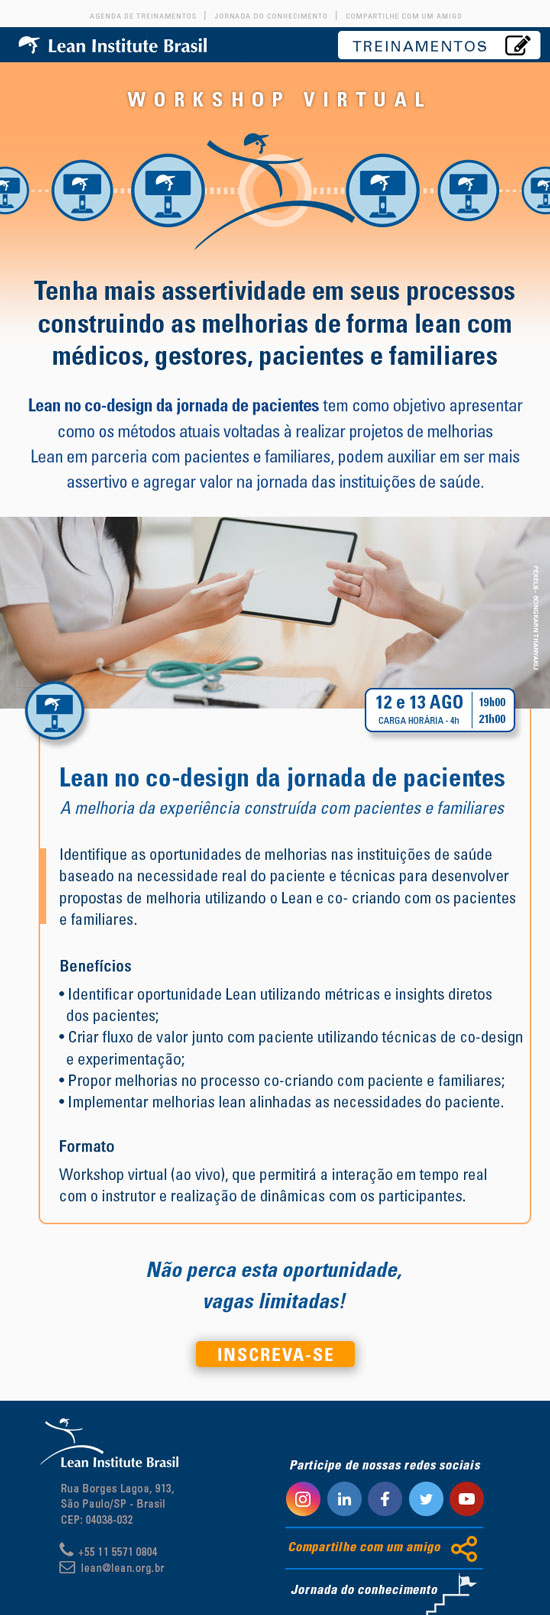 AGENDA DE TREINAMENTOS | JORNADA DO CONHECIMENTO | COMPARTILHE COM UM AMIGO
Lean Institute Brasil
TREINAMENTOS
WORKSHOP VIRTUAL
Tenha mais assertividade em seus processos
construindo as melhorias de forma lean com
médicos, gestores, pacientes e familiares
Lean no co-design da jornada de pacientes tem como objetivo apresentar
como os métodos atuais voltadas à realizar projetos de melhorias
Lean em parceria com pacientes e familiares, podem auxiliar em ser mais
assertivo e agregar valor na jornada das instituições de saúde.
PEXELS - BONGKARN THANYAKIJ
12 e 13 AGO
CARGA HORÁRIA - 4h
19h00
21h00
Lean no co-design da jornada de pacientes
A melhoria da experiência construída com pacientes e familiares
Identifique as oportunidades de melhorias nas instituições de saúde
baseado na necessidade real do paciente e técnicas para desenvolver
propostas de melhoria utilizando o Lean e co- criando com os pacientes
e familiares.
Benefícios
• Identificar oportunidade Lean utilizando métricas e insights diretos
dos pacientes;
• Criar fluxo de valor junto com paciente utilizando técnicas de co-design
e experimentação;
• Propor melhorias no processo co-criando com paciente e familiares;
• Implementar melhorias lean alinhadas as necessidades do paciente.
Formato
Workshop virtual (ao vivo), que permitirá a interação em tempo real
com o instrutor e realização de dinâmicas com os participantes.
Não perca esta oportunidade,
vagas limitadas!
INSCREVA-SE
Lean Institute Brasil
Rua Borges Lagoa, 913,
São Paulo/SP - Brasil
CEP: 04038-032
+55 11 5571 0804
lean@lean.org.br
Participe de nossas redes sociais
Compartilhe com um amigo
Jornada do conhecimento